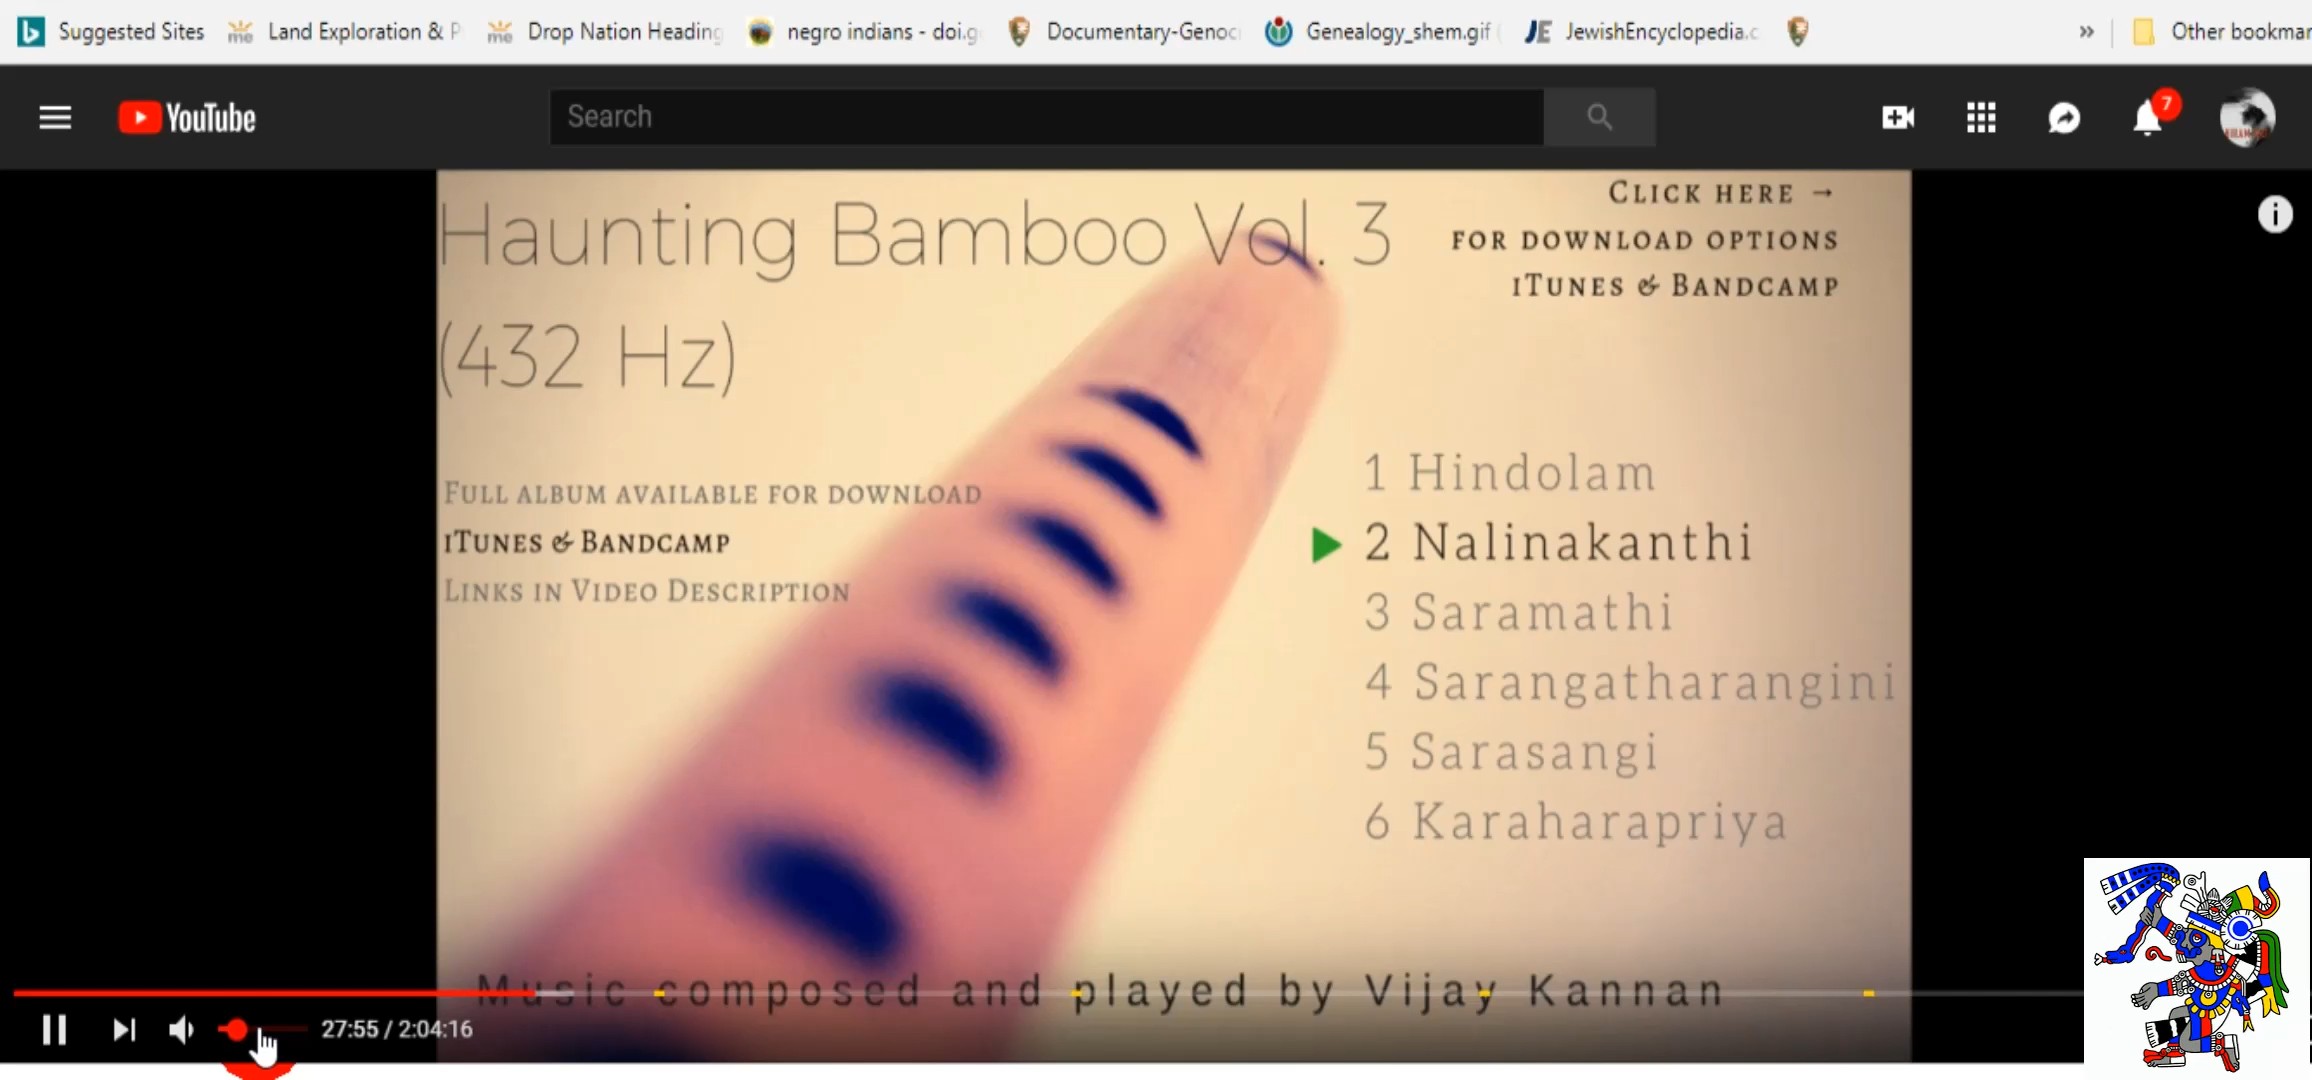 Suggested Sites
Land Exploration & P
Drop Nation Heading
negro indians - doi.g
Documentary-Genoc
Genealogy_shem.gif (
JewishEncyclopedia.c
»
Other bookmar
YouTube
Search
7
Haunting Bamboo Vol. 3
(432 Hz)
Click here →
for download options
iTunes & Bandcamp
Full album available for download
iTunes & Bandcamp
Links in Video Description
1 Hindolam
2 Nalinakanthi
3 Saramathi
4 Sarangatharangini
5 Sarasangi
6 Karaharapriya
Music composed and played by Vijay Kannan
27:55 / 2:04:16